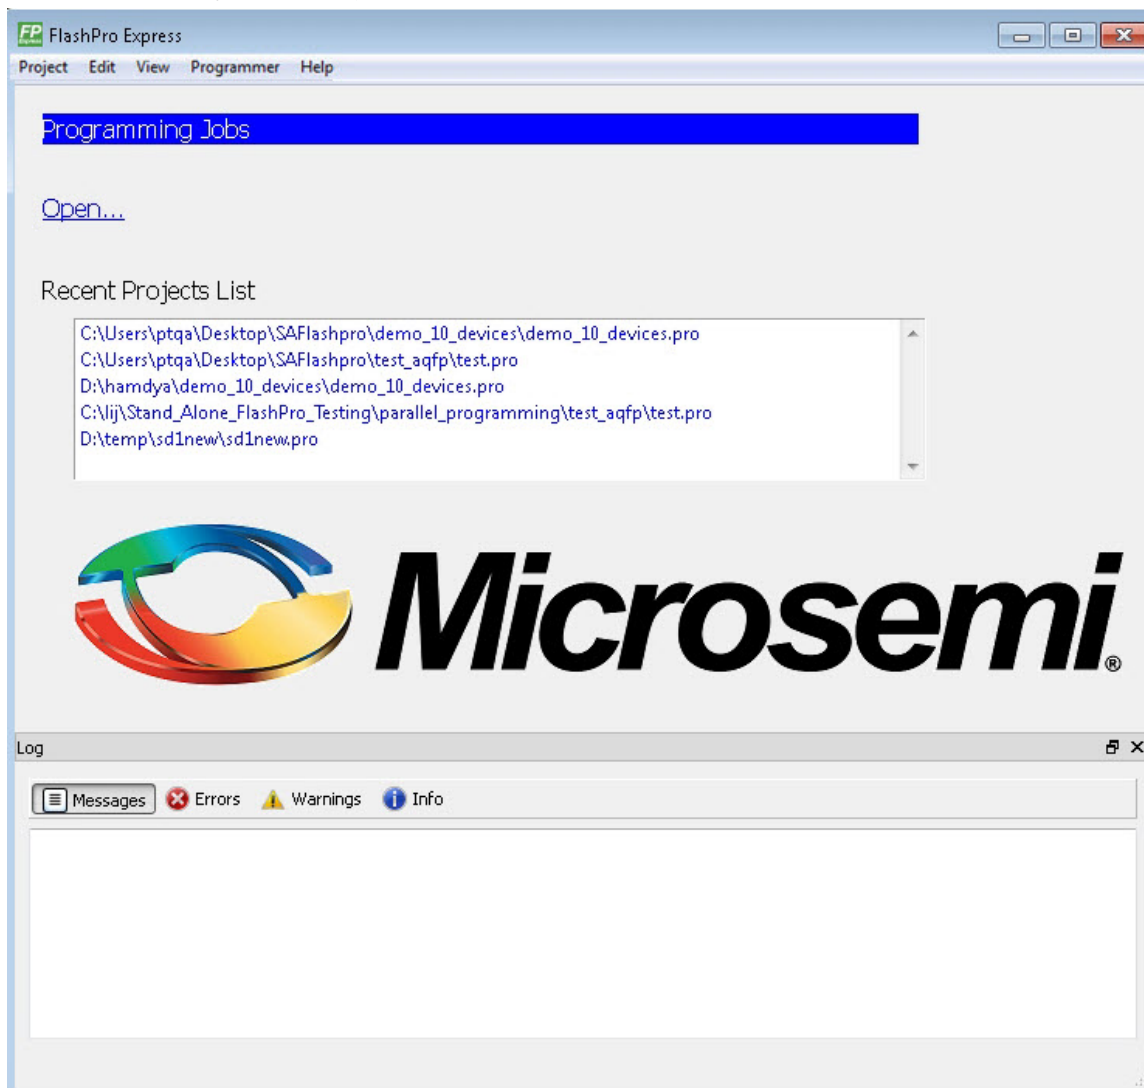 FP FlashPro Express
Project Edit View Programmer Help
Programming Jobs
Open...
Recent Projects List
C:\Users\ptqa\Desktop\SAFlashpro\demo_10_devices\demo_10_devices.pro
C:\Users\ptqa\Desktop\SAFlashpro\test_aqfp\test.pro
D:\hamdya\demo_10_devices\demo_10_devices.pro
C:\lij\Stand_Alone_FlashPro_Testing\parallel_programming\test_aqfp\test.pro
D:\temp\sd1new\sd1new.pro
Microsemi®
Log
Messages Errors Warnings Info